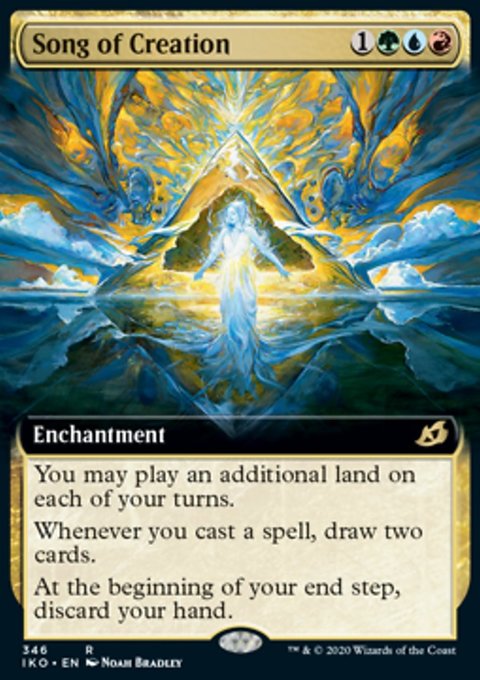 Song of Creation 1
Enchantment
You may play an additional land on
each of your turns.
Whenever you cast a spell, draw two
cards.
At the beginning of your end step,
discard your hand.
346 R
IKO • EN Noah Bradley
™ & © 2020 Wizards of the Coast